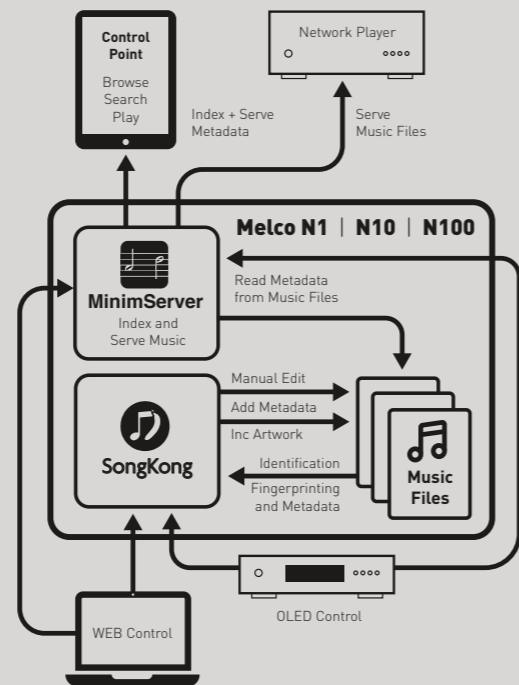 Control
Point
Browse
Search
Play
Network Player
Index + Serve
Metadata
Serve
Music Files
Melco N1 | N10 | N100
MinimServer
Index and
Serve Music
Read Metadata
from Music Files
SongKong
Manual Edit
Add Metadata
Inc Artwork
Identification
Fingerprinting
and Metadata
Music
Files
WEB Control
OLED Control